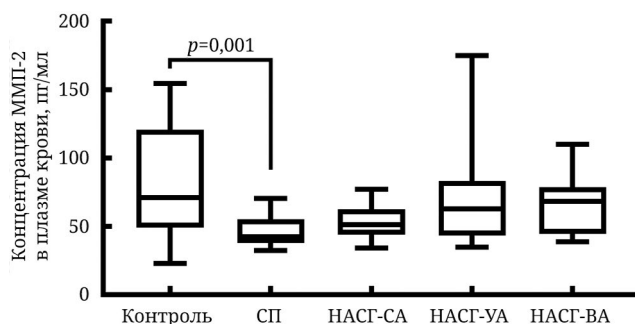 Концентрация ММП-2
в плазме крови, пг/мл
200
150
100
50
0
p=0,001
Контроль
СП
НАСГ-СА
НАСГ-УА
НАСГ-ВА